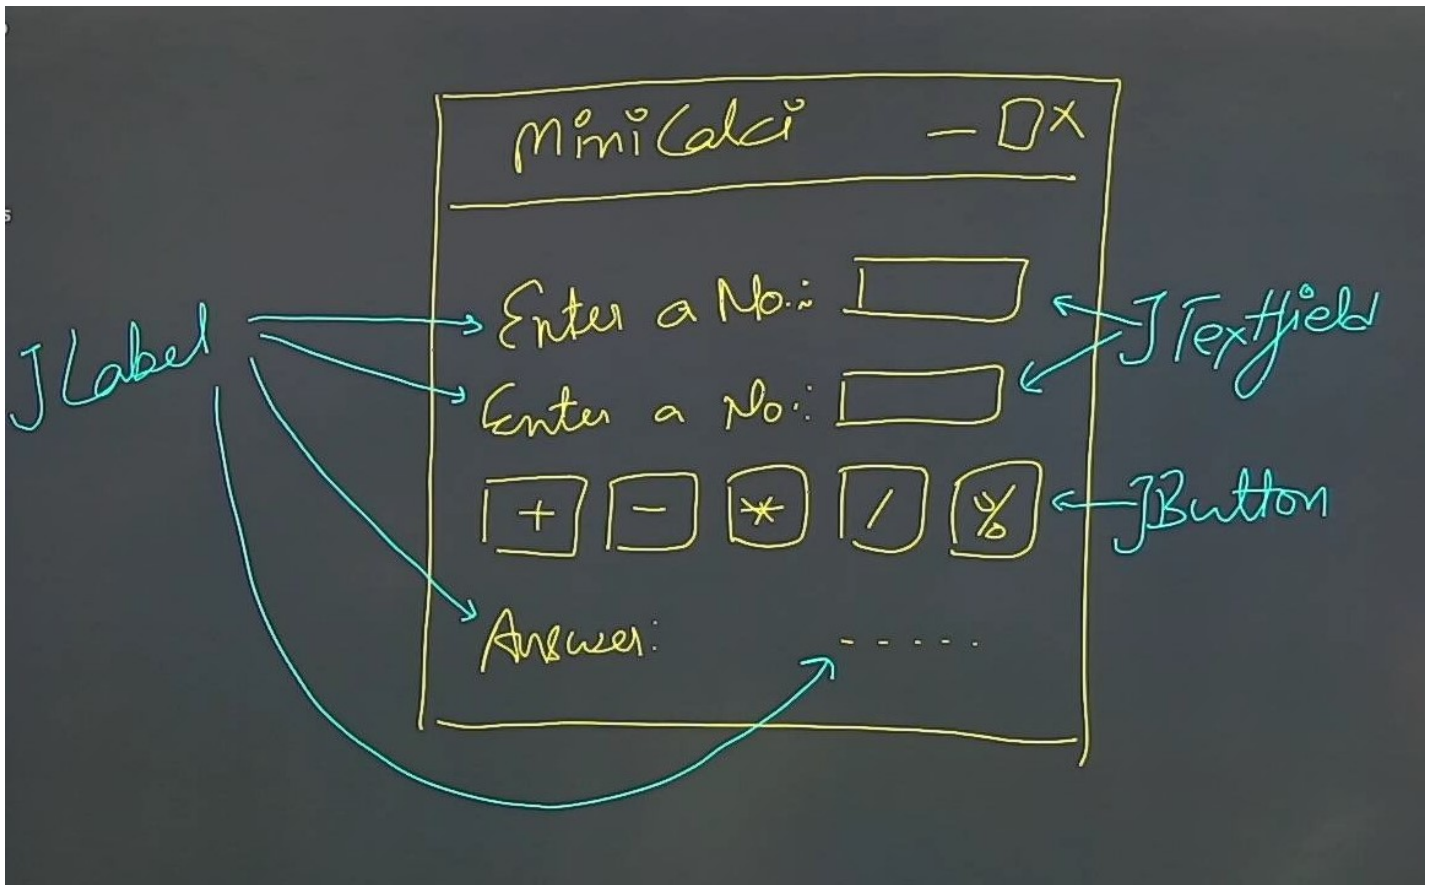 Mini Calci
Enter a No.:
JLabel
JTextfield
Enter a No.:
+ - * / %
JButton
Answer: -----